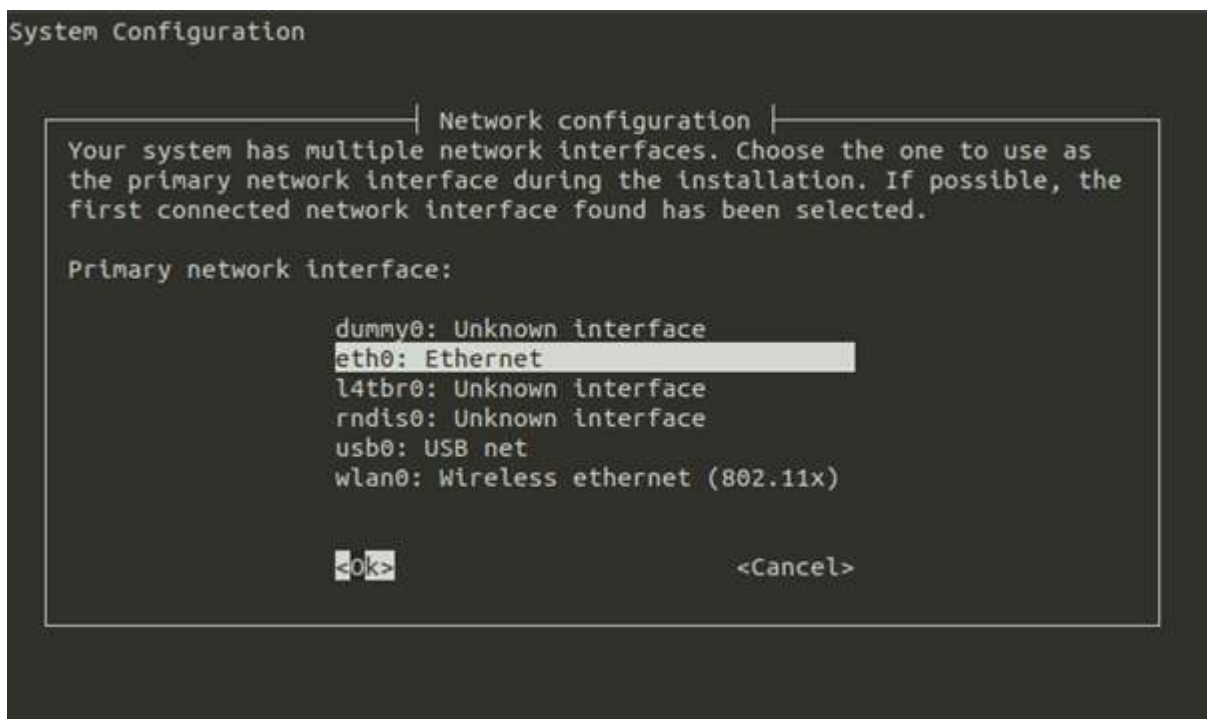 System Configuration
Network configuration
Your system has multiple network interfaces. Choose the one to use as
the primary network interface during the installation. If possible, the
first connected network interface found has been selected.
Primary network interface:
dummy0: Unknown interface
eth0: Ethernet
l4tbr0: Unknown interface
rndis0: Unknown interface
usb0: USB net
wlan0: Wireless ethernet (802.11x)
<Ok> <Cancel>